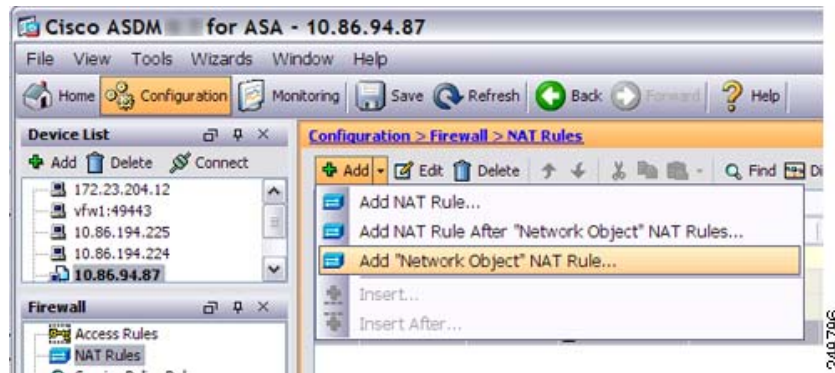 Cisco ASDM for ASA - 10.86.94.87
File View Tools Wizards Window Help
Home Configuration Monitoring Save Refresh Back Forward Help
Device List
Add Delete Connect
172.23.204.12
vfw1:49443
10.86.194.225
10.86.194.224
10.86.94.87
Firewall
Access Rules
NAT Rules
Configuration > Firewall > NAT Rules
Add Edit Delete Find Di
Add NAT Rule...
Add NAT Rule After "Network Object" NAT Rules...
Add "Network Object" NAT Rule...
Insert...
Insert After...